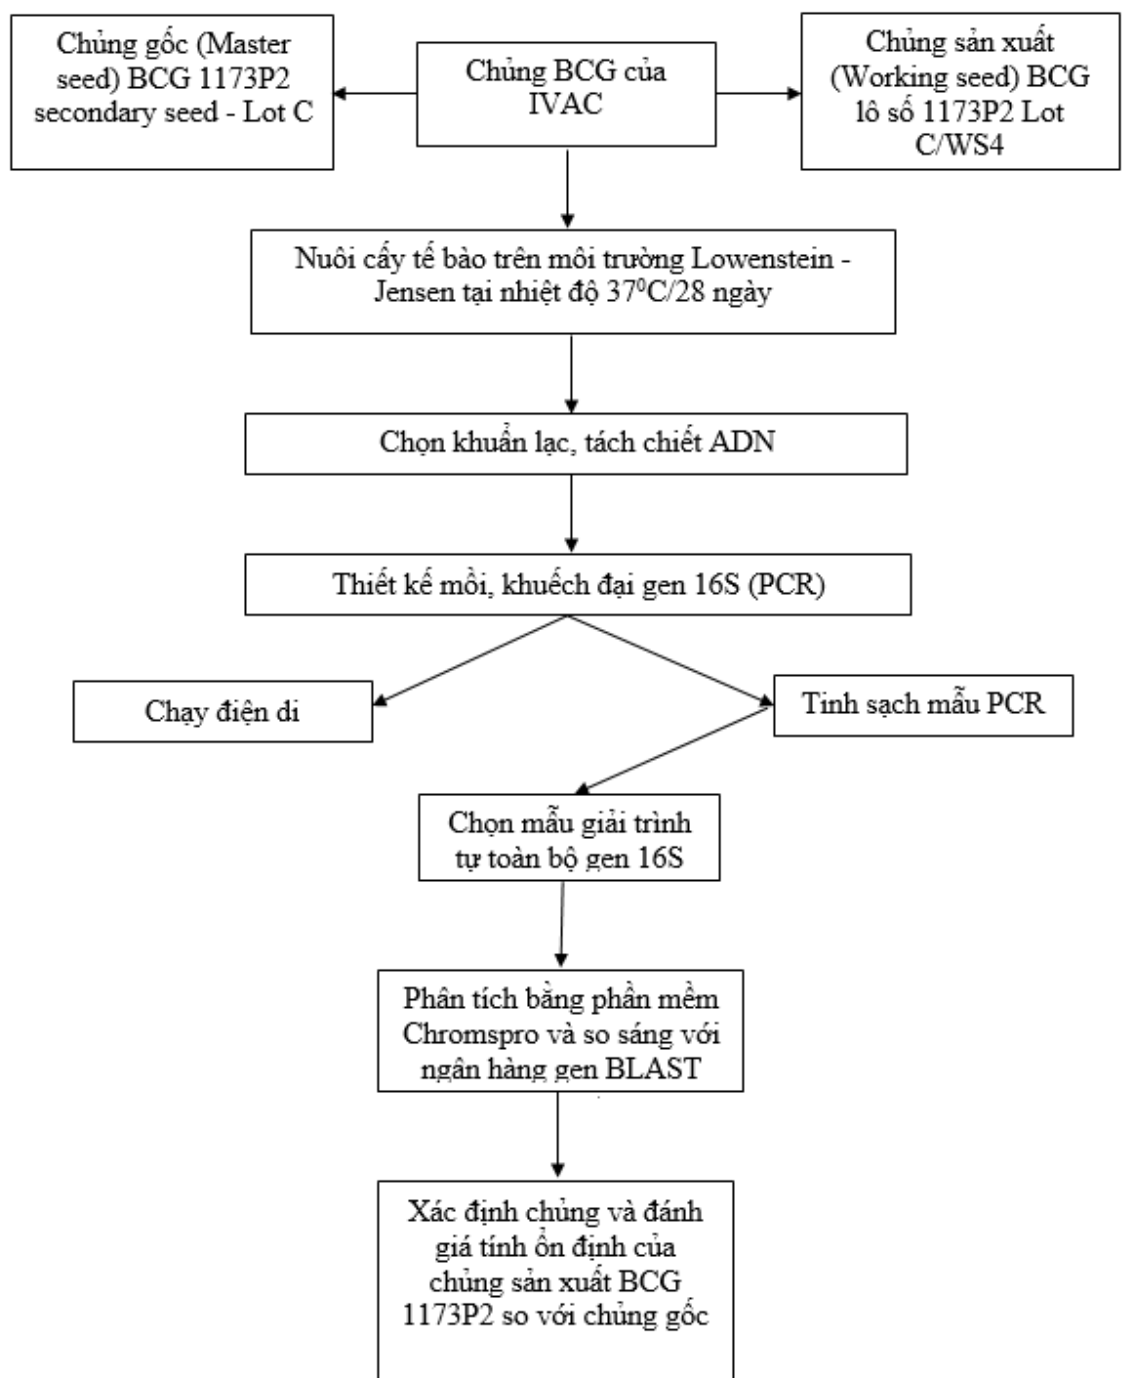 Chủng gốc (Master
seed) BCG 1173P2
secondary seed - Lot C
Chủng BCG của
IVAC
Chủng sản xuất
(Working seed) BCG
lô số 1173P2 Lot
C/WS4
Nuôi cấy tế bào trên môi trường Lowenstein -
Jensen tại nhiệt độ 37⁰C/28 ngày
Chọn khuẩn lạc, tách chiết ADN
Thiết kế mồi, khuếch đại gen 16S (PCR)
Chạy điện di
Tinh sạch mẫu PCR
Chọn mẫu giải trình
tự toàn bộ gen 16S
Phân tích bằng phần mềm
Chromspro và so sáng với
ngân hàng gen BLAST
Xác định chủng và đánh
giá tính ổn định của
chủng sản xuất BCG
1173P2 so với chủng gốc